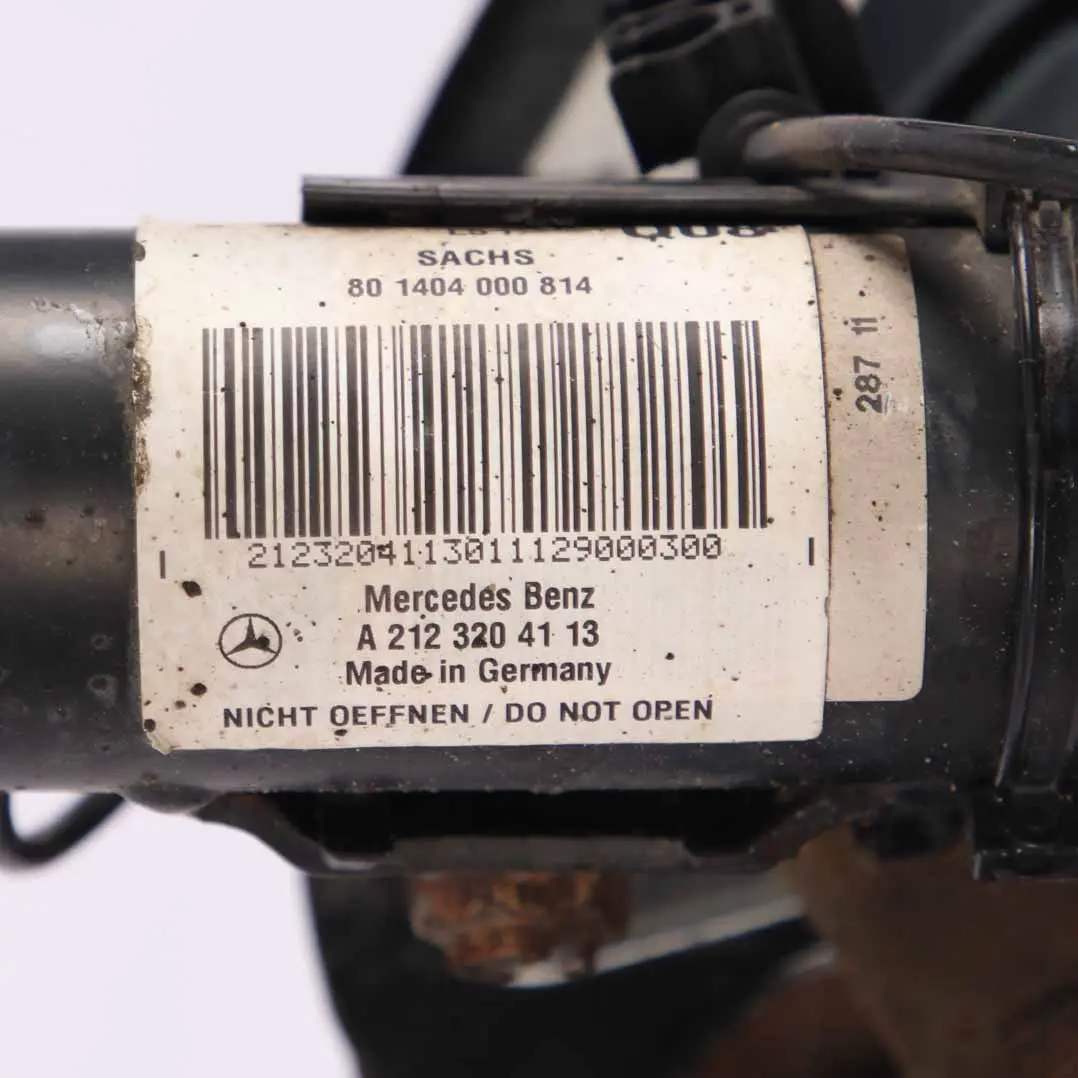 SACHS
80 1404 000 814
287 11
2123204113011129000300
Mercedes Benz
A 212 320 41 13
Made in Germany
NICHT OEFFNEN / DO NOT OPEN